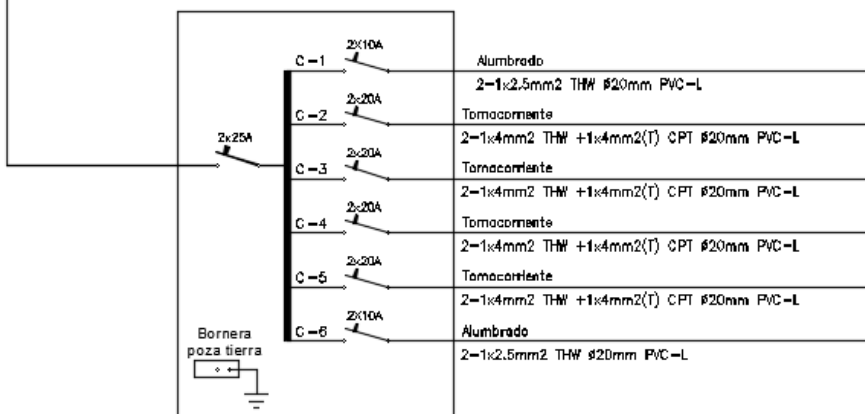 2X10A
C-1
Alumbrado
2-1x2.5mm2 THW Ø20mm PVC-L
2x20A
C-2
Tomacorriente
2-1x4mm2 THW +1x4mm2(T) CPT Ø20mm PVC-L
2x25A
2x20A
C-3
Tomacorriente
2-1x4mm2 THW +1x4mm2(T) CPT Ø20mm PVC-L
2x20A
C-4
Tomacorriente
2-1x4mm2 THW +1x4mm2(T) CPT Ø20mm PVC-L
2x20A
C-5
Tomacorriente
2-1x4mm2 THW +1x4mm2(T) CPT Ø20mm PVC-L
2X10A
C-6
Alumbrado
2-1x2.5mm2 THW Ø20mm PVC-L
Bornera
poza tierra